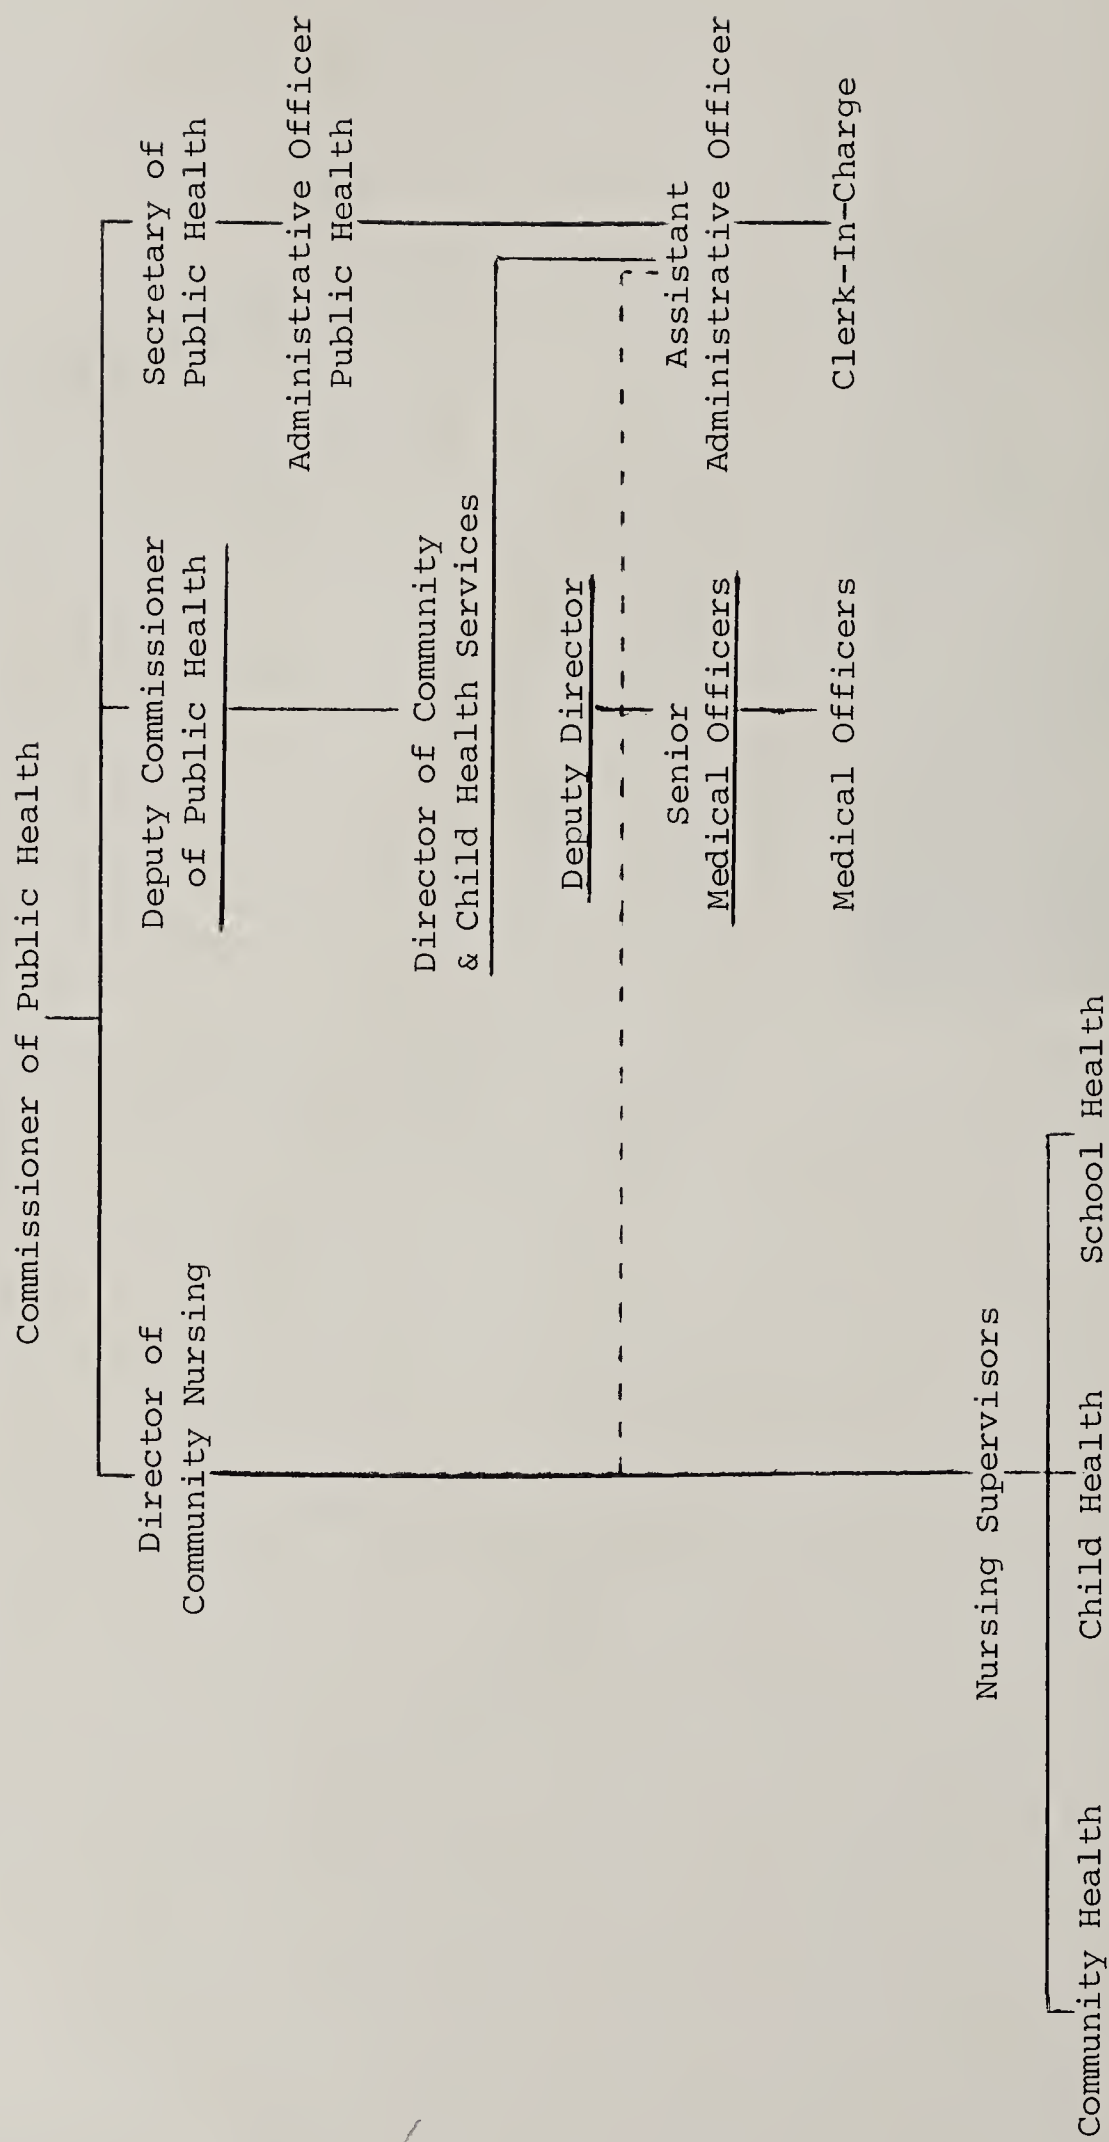 Commissioner of Public Health
Director of
Community Nursing
Deputy Commissioner
of Public Health
Secretary of
Public Health
Administrative Officer
Public Health
Director of Community
& Child Health Services
Deputy Director
Senior
Medical Officers
Assistant
Administrative Officer
Medical Officers
Clerk-In-Charge
Nursing Supervisors
Community Health
Child Health
School Health